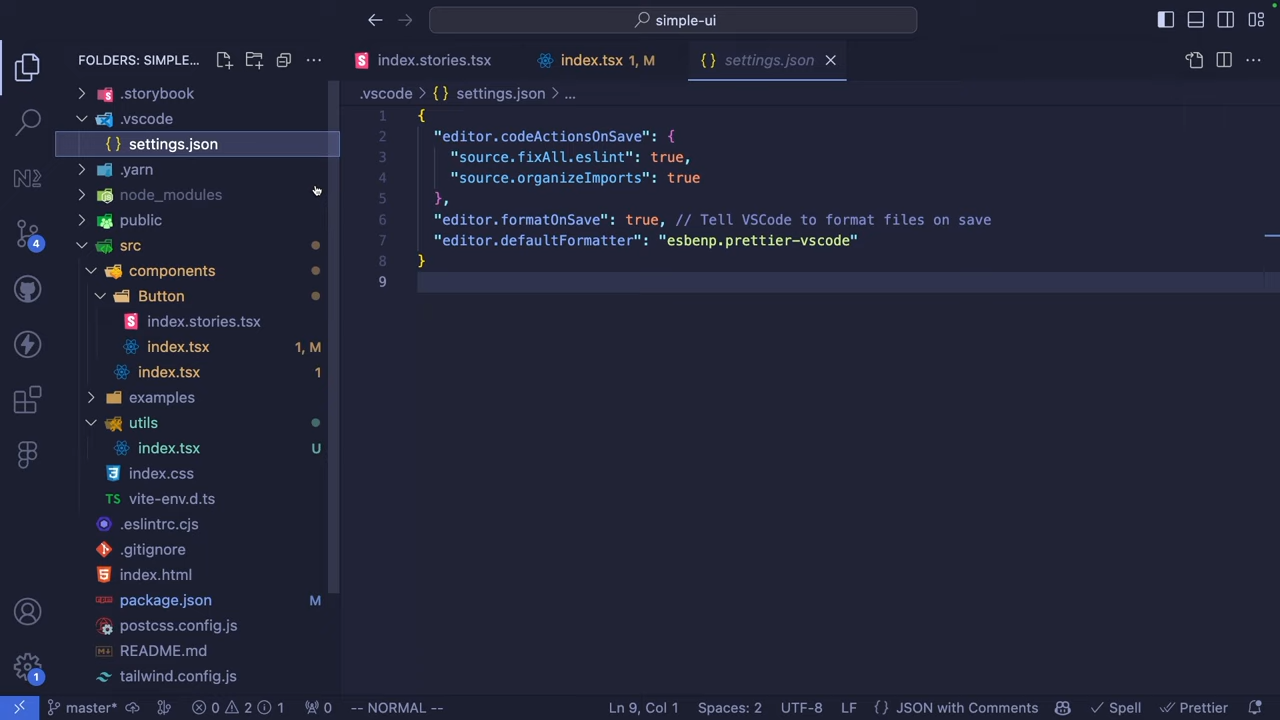 simple-ui
FOLDERS: SIMPLE...
index.stories.tsx
index.tsx 1, M
settings.json
.vscode > {} settings.json > ...
.storybook
.vscode
{} settings.json
.yarn
node_modules
public
src
components
Button
index.stories.tsx
index.tsx 1, M
index.tsx 1
examples
utils
index.tsx U
index.css
TS vite-env.d.ts
.eslintrc.cjs
.gitignore
index.html
package.json M
postcss.config.js
README.md
tailwind.config.js
1 {
2 "editor.codeActionsOnSave": {
3 "source.fixAll.eslint": true,
4 "source.organizeImports": true
5 },
6 "editor.formatOnSave": true, // Tell VSCode to format files on save
7 "editor.defaultFormatter": "esbenp.prettier-vscode"
8 }
9
4
1
master* 0 2 1 0 -- NORMAL -- Ln 9, Col 1 Spaces: 2 UTF-8 LF {} JSON with Comments Spell Prettier